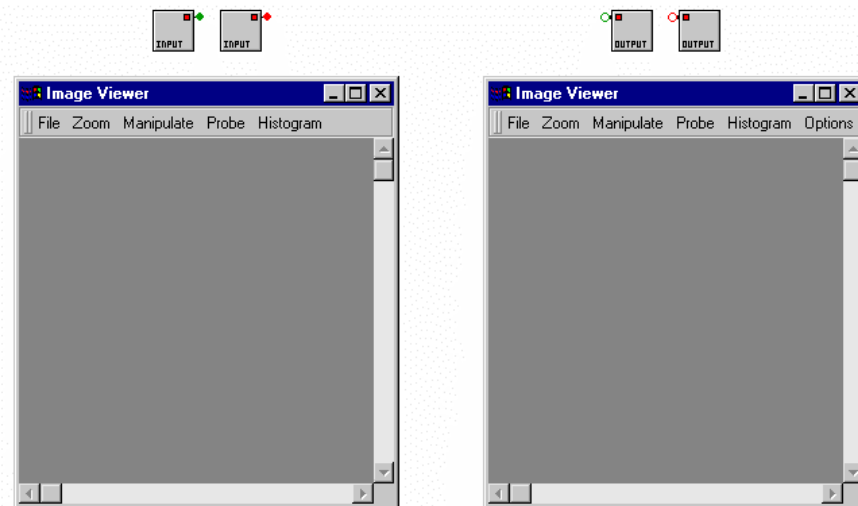 INPUT INPUT OUTPUT OUTPUT
Image Viewer
File Zoom Manipulate Probe Histogram
Image Viewer
File Zoom Manipulate Probe Histogram Options